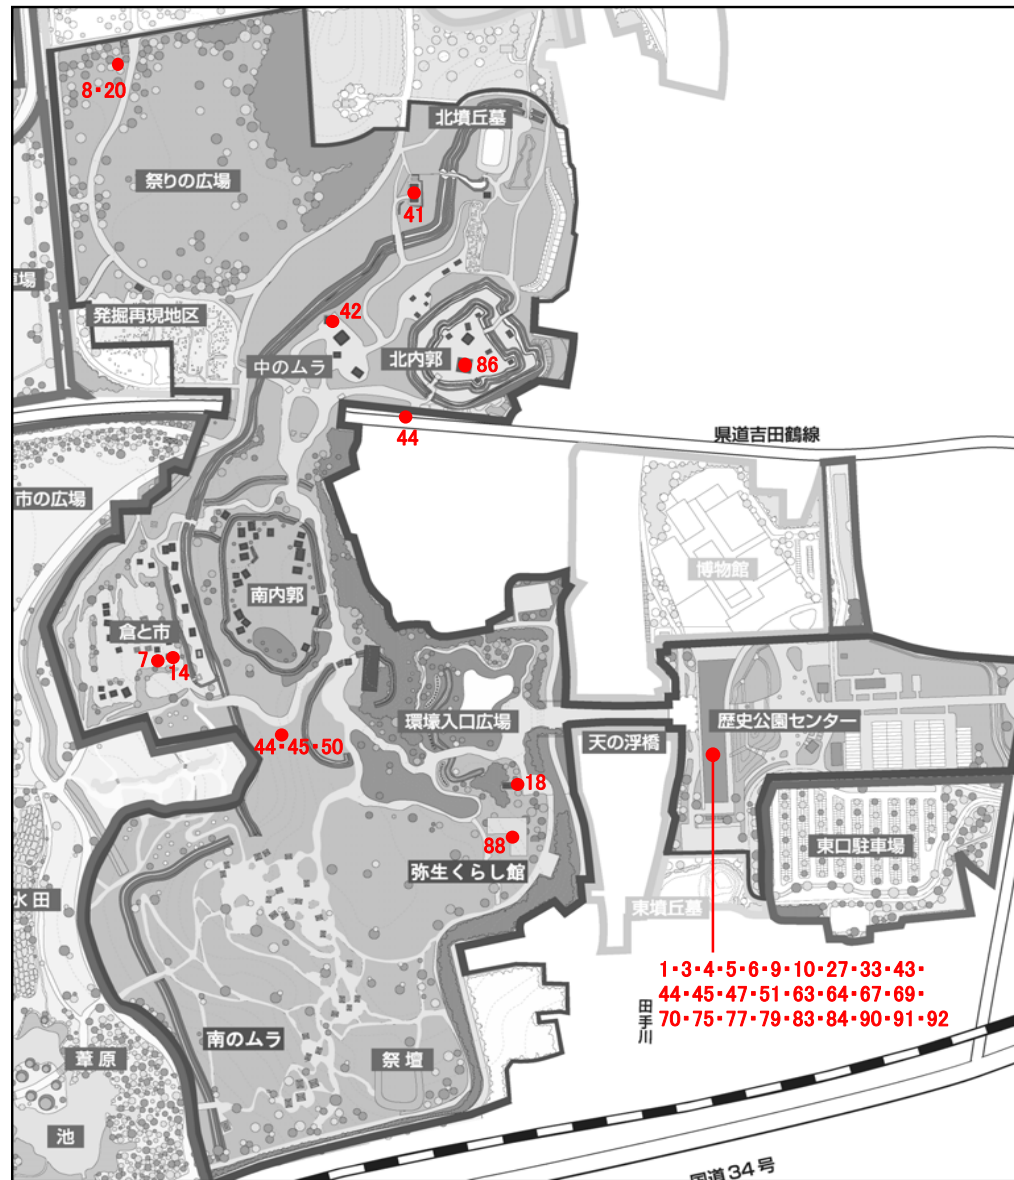 8・20
北墳丘墓
祭りの広場
41
車場
発掘再現地区
42
中のムラ
北内郭
86
44
県道吉田鶴線
市の広場
博物館
南内郭
倉と市
7
14
環壕入口広場
歴史公園センター
天の浮橋
44・45・50
18
88
弥生くらし館
東口駐車場
水田
東墳丘墓
1・3・4・5・6・9・10・27・33・43・
44・45・47・51・63・64・67・69・
70・75・77・79・83・84・90・91・92
田手川
南のムラ
祭壇
葦原
池
国道34号